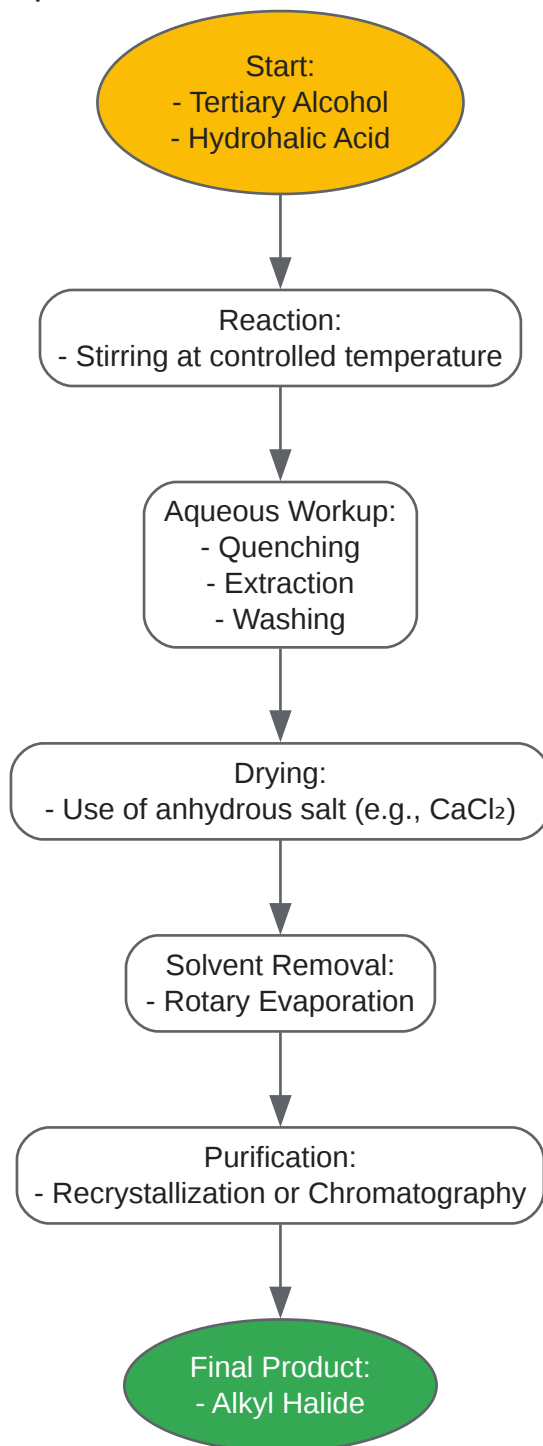 Start:
- Tertiary Alcohol
- Hydrohalic Acid
Reaction:
- Stirring at controlled temperature
Aqueous Workup:
- Quenching
- Extraction
- Washing
Drying:
- Use of anhydrous salt (e.g., CaCl₂)
Solvent Removal:
- Rotary Evaporation
Purification:
- Recrystallization or Chromatography
Final Product:
- Alkyl Halide